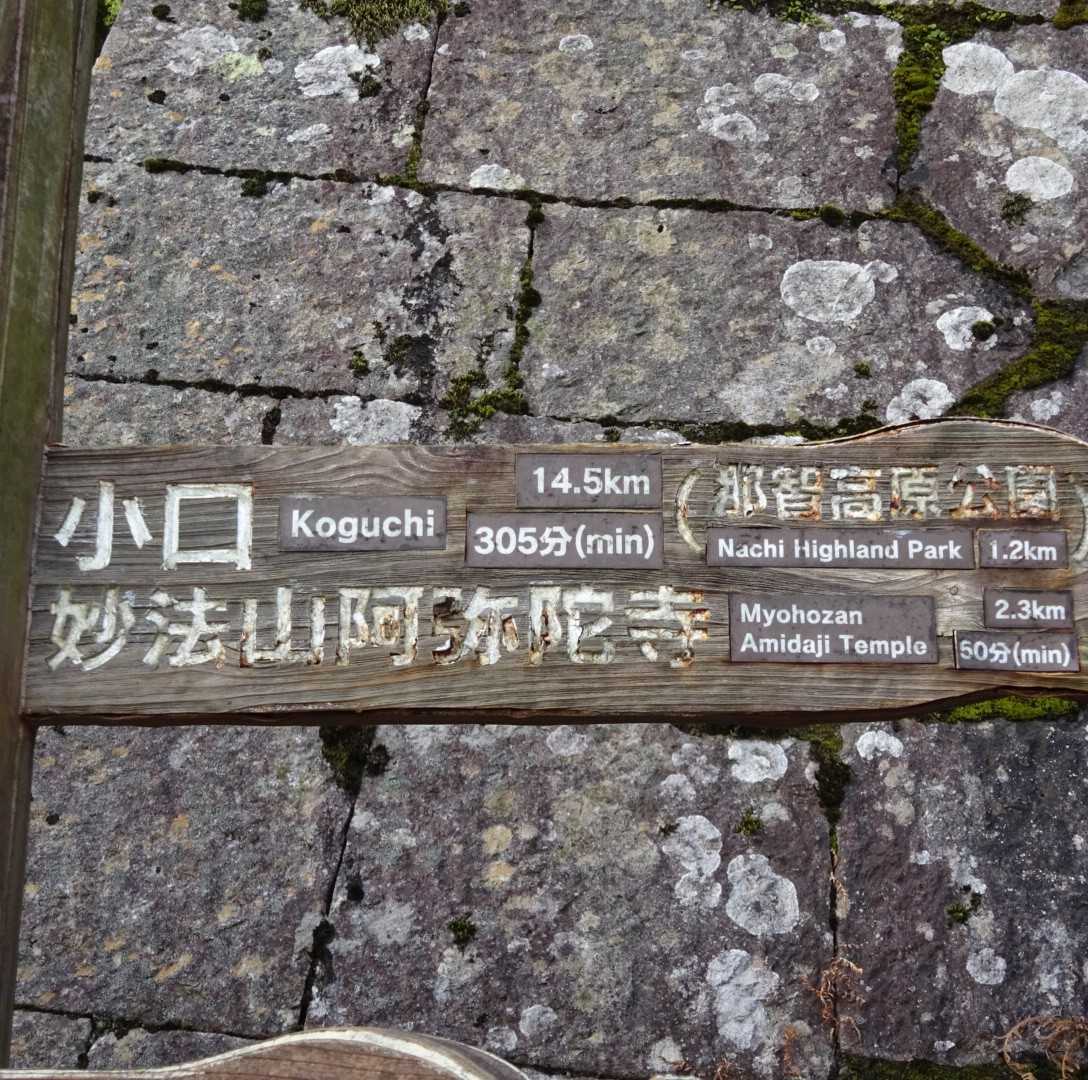 小口 Koguchi 14.5km 305分(min)
(那智高原公園)
Nachi Highland Park 1.2km
妙法山阿弥陀寺 Myohozan Amidaji Temple 2.3km 50分(min)